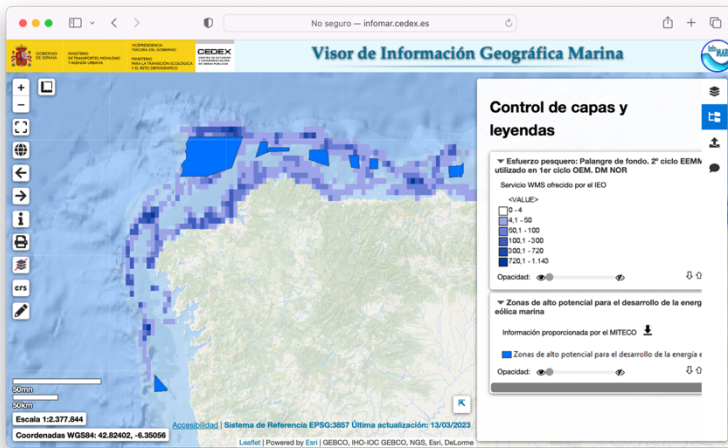 No seguro — infomar.cedex.es
GOBIERNO DE ESPAÑA
MINISTERIO DE TRANSPORTES, MOVILIDAD Y AGENDA URBANA
VICEPRESIDENCIA TERCERA DEL GOBIERNO
MINISTERIO PARA LA TRANSICIÓN ECOLÓGICA Y EL RETO DEMOGRÁFICO
CEDEX
CENTRO DE ESTUDIOS Y EXPERIMENTACIÓN DE OBRAS PÚBLICAS
Visor de Información Geográfica Marina
+
−
crs
Control de capas y
leyendas
Esfuerzo pesquero: Palangre de fondo. 2º ciclo EEMM
utilizado en 1er ciclo OEM. DM NOR
Servicio WMS ofrecido por el IEO
<VALUE>
0 - 4
4,1 - 50
50,1 - 100
100,1 - 300
300,1 - 720
720,1 - 1.143
Opacidad:
Zonas de alto potencial para el desarrollo de la energ
eólica marina
Información proporcionada por el MITECO
Zonas de alto potencial para el desarrollo de la energía e
Opacidad:
50mn
50km
Escala 1:2.377.844
Coordenadas WGS84: 42.82402, -6.35056
Accesibilidad | Sistema de Referencia EPSG:3857 Última actualización: 13/03/2023
Leaflet | Powered by Esri | GEBCO, IHO-IOC GEBCO, NGS, Esri, DeLorme